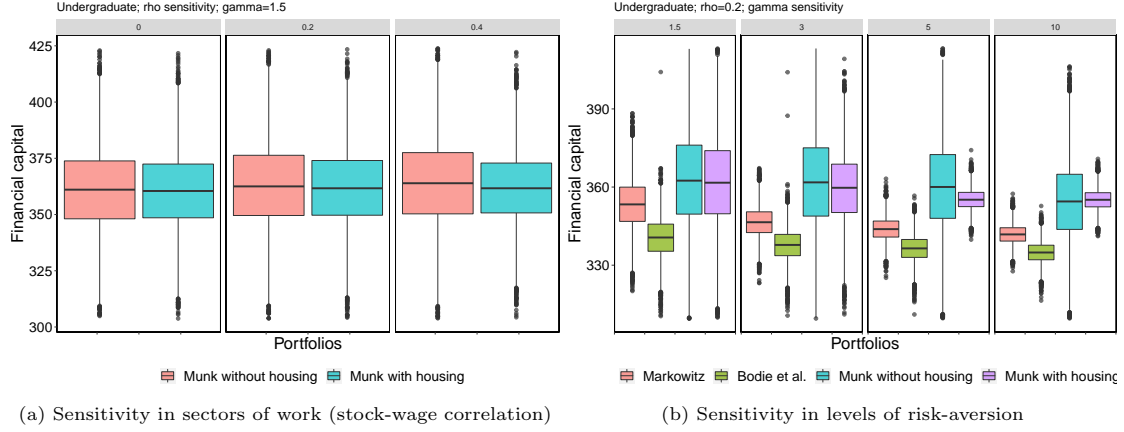 Undergraduate; rho sensitivity; gamma=1.5
0 0.2 0.4
425
400
375
350
325
300
Financial capital
Portfolios
Munk without housing Munk with housing
(a) Sensitivity in sectors of work (stock-wage correlation)
Undergraduate; rho=0.2; gamma sensitivity
1.5 3 5 10
390
360
330
Financial capital
Portfolios
Markowitz Bodie et al. Munk without housing Munk with housing
(b) Sensitivity in levels of risk-aversion